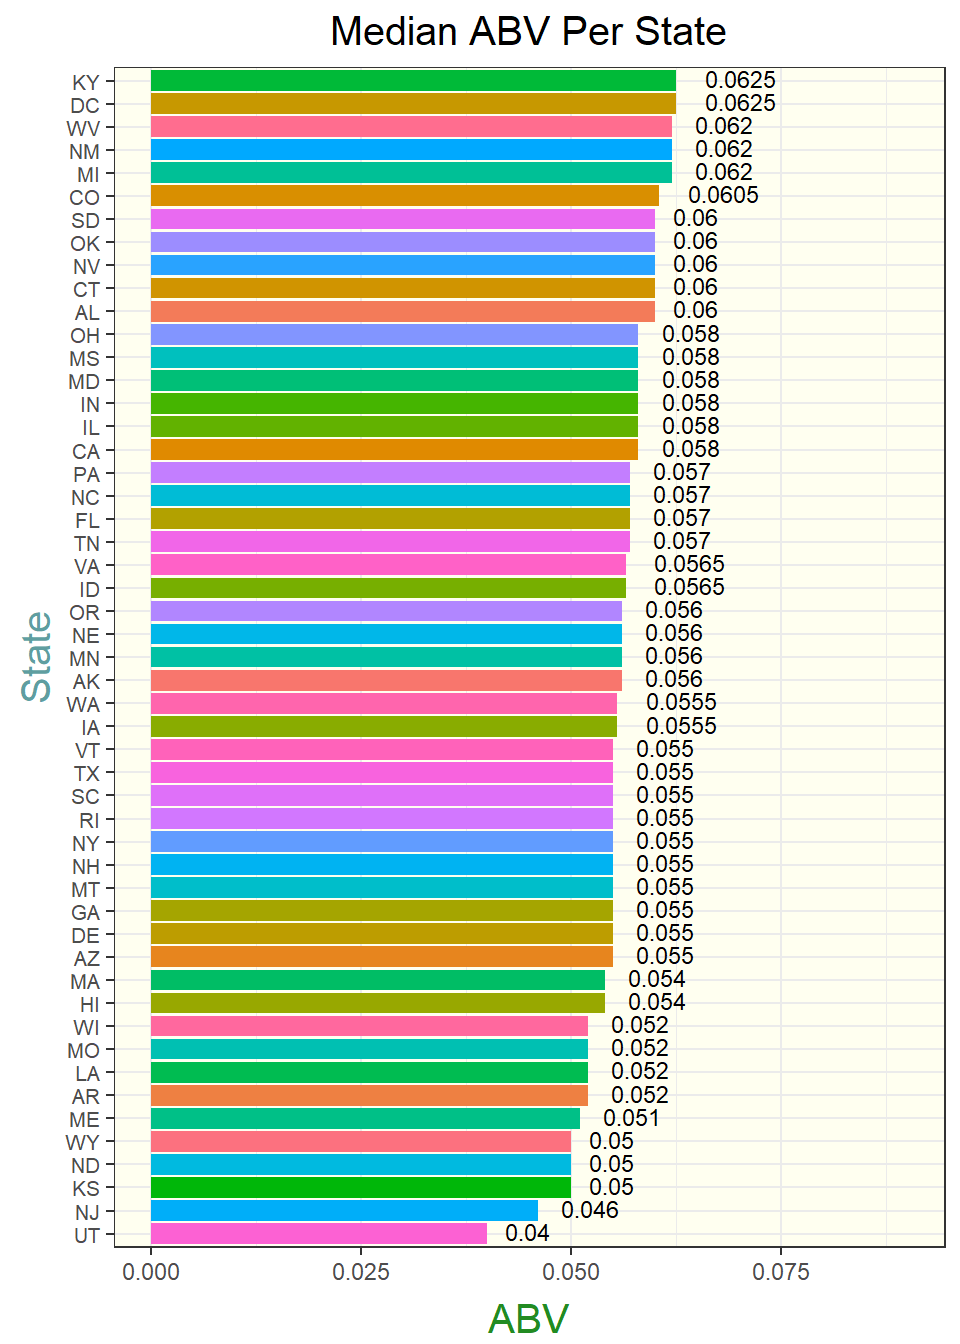 Median ABV Per State
KY 0.0625
DC 0.0625
WV 0.062
NM 0.062
MI 0.062
CO 0.0605
SD 0.06
OK 0.06
NV 0.06
CT 0.06
AL 0.06
OH 0.058
MS 0.058
MD 0.058
IN 0.058
IL 0.058
CA 0.058
PA 0.057
NC 0.057
FL 0.057
TN 0.057
VA 0.0565
ID 0.0565
OR 0.056
NE 0.056
MN 0.056
AK 0.056
WA 0.0555
IA 0.0555
VT 0.055
TX 0.055
SC 0.055
RI 0.055
NY 0.055
NH 0.055
MT 0.055
GA 0.055
DE 0.055
AZ 0.055
MA 0.054
HI 0.054
WI 0.052
MO 0.052
LA 0.052
AR 0.052
ME 0.051
WY 0.05
ND 0.05
KS 0.05
NJ 0.046
UT 0.04
State
0.000 0.025 0.050 0.075
ABV